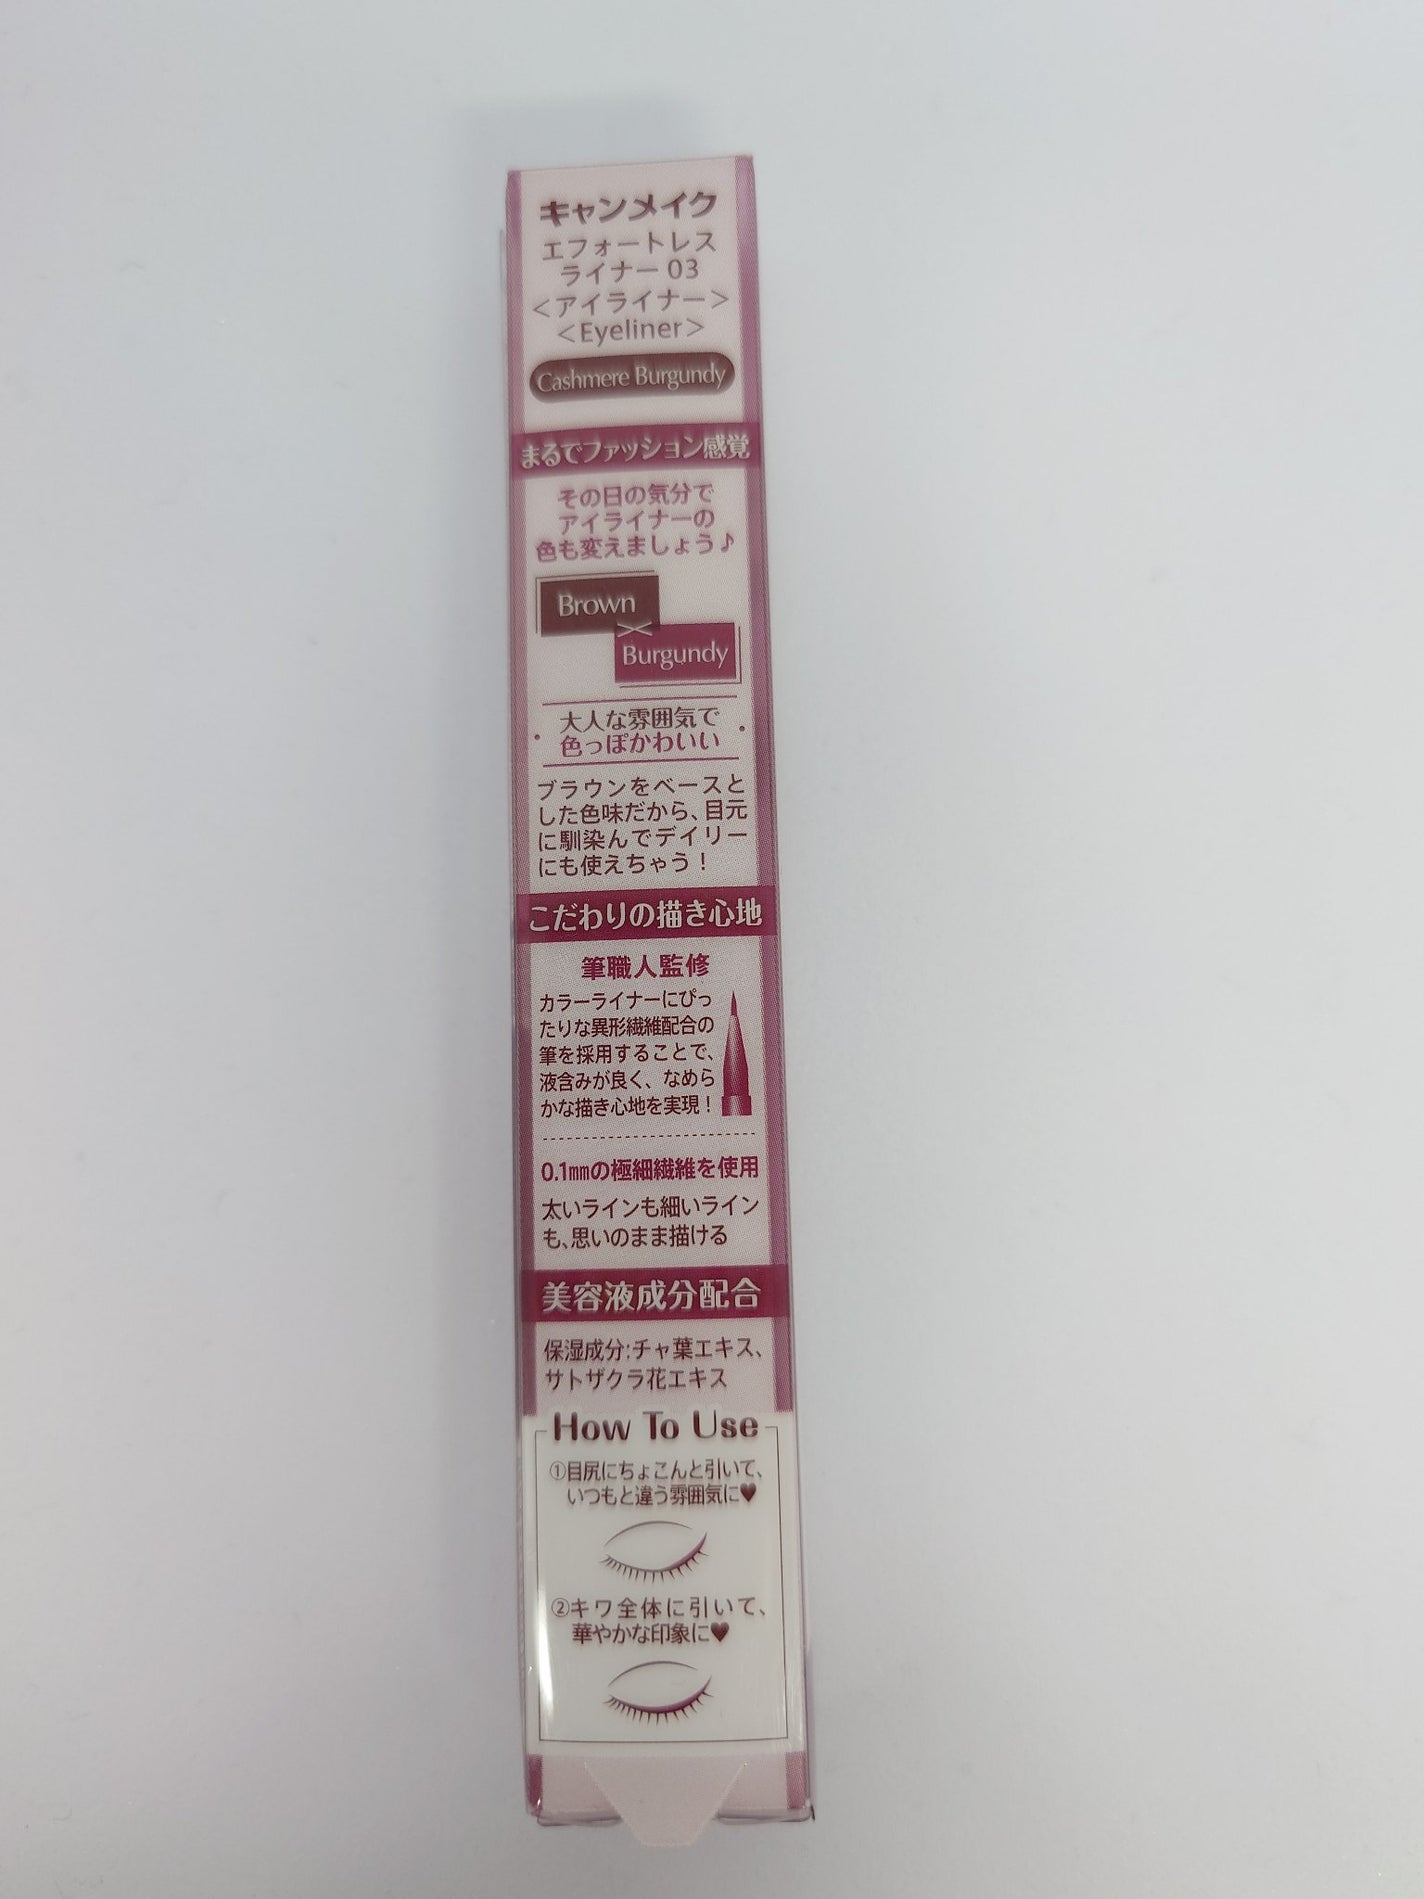 キャンメイク
エフォートレス
ライナー 03
＜アイライナー＞
＜Eyeliner＞
Cashmere Burgundy
まるでファッション感覚
その日の気分で
アイライナーの
色も変えましょう♪
Brown
×
Burgundy
大人な雰囲気で
色っぽかわいい
ブラウンをベースと
した色味だから、目元
に馴染んでデイリー
にも使えちゃう！
こだわりの描き心地
筆職人監修
カラーライナーにぴっ
たりな異形繊維配合の
筆を採用することで、
液含みが良く、なめら
かな描き心地を実現！
0.1㎜の極細繊維を使用
太いラインも細いライン
も、思いのまま描ける
美容液成分配合
保湿成分:チャ葉エキス、
サトザクラ花エキス
How To Use
①目尻にちょこんと引いて、
いつもと違う雰囲気に♥
②キワ全体に引いて、
華やかな印象に♥